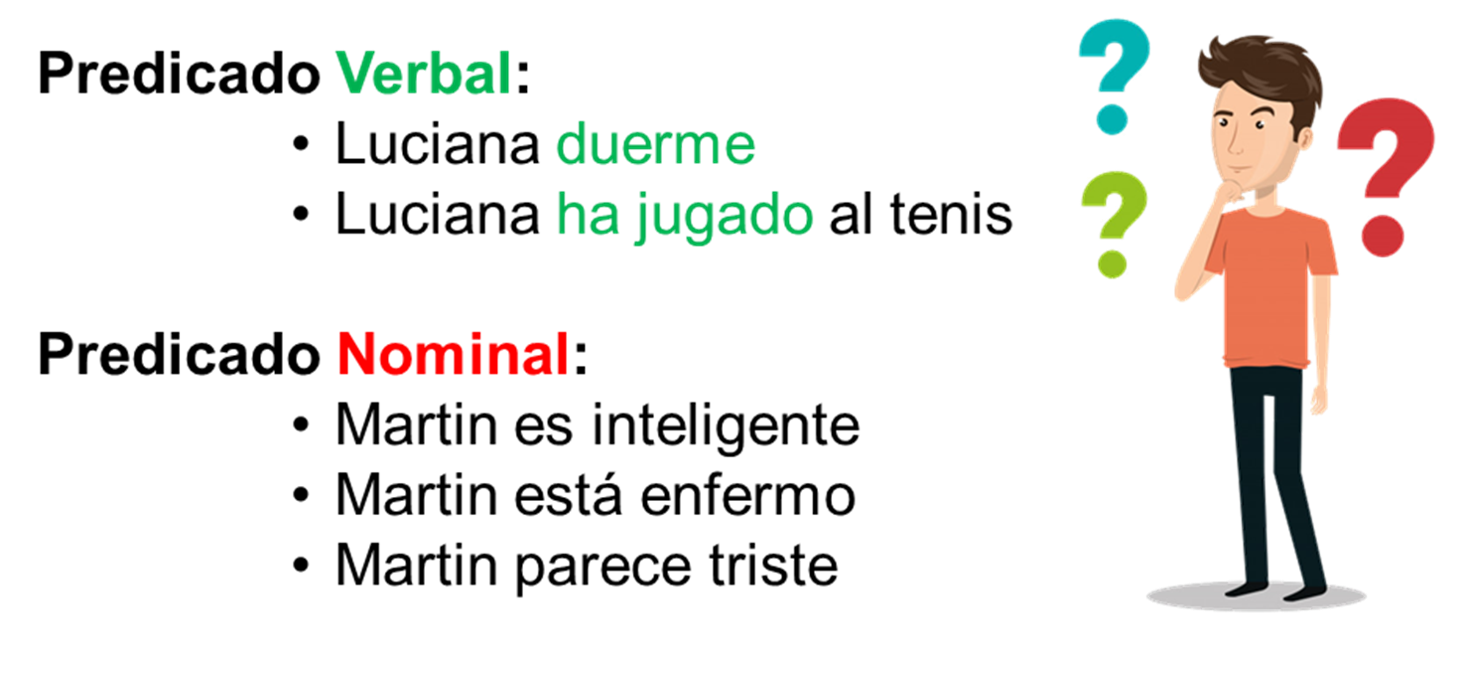 Predicado Verbal:
• Luciana duerme
• Luciana ha jugado al tenis
Predicado Nominal:
• Martin es inteligente
• Martin está enfermo
• Martin parece triste